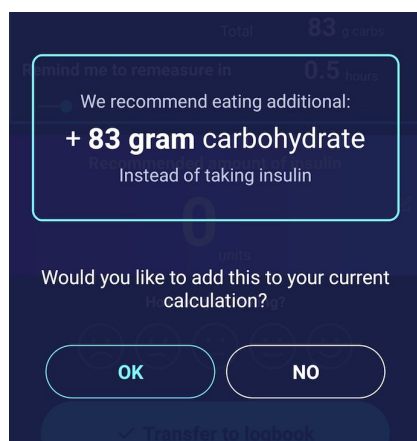 Total 83 g carbs
Remind me to remeasure in 0.5 hours
We recommend eating additional:
+ 83 gram carbohydrate
Recommended amount of insulin
Instead of taking insulin
0
units
Would you like to add this to your current
calculation?
OK NO
✓ Transfer to logbook